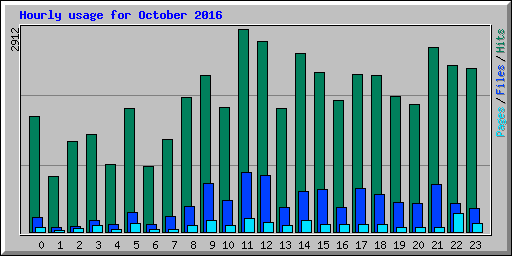 Hourly usage for October 2016
2912
Pages/Files/Hits
0 1 2 3 4 5 6 7 8 9 10 11 12 13 14 15 16 17 18 19 20 21 22 23